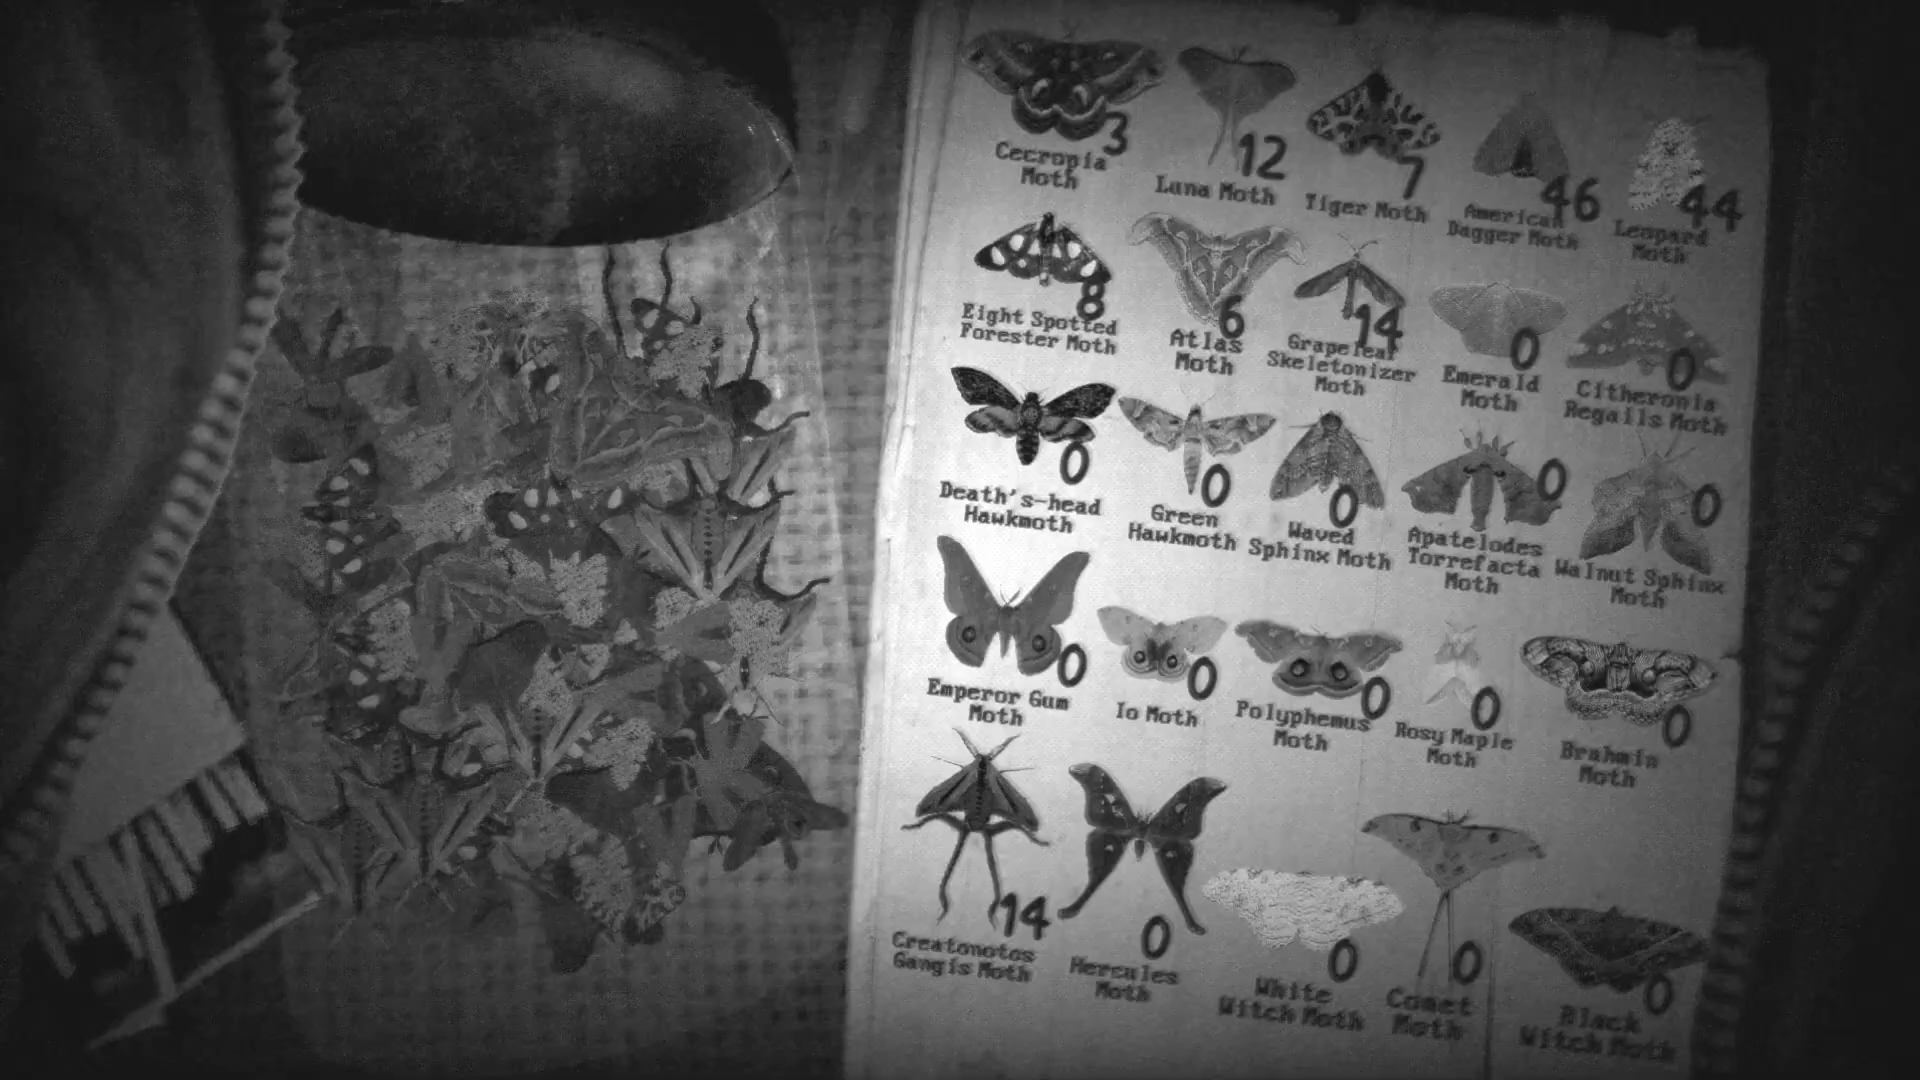 3
Cecropia
Moth
12
Luna Moth
7
Tiger Moth
46
American
Dagger Moth
44
Leopard
Moth
8
Eight Spotted
Forester Moth
6
Atlas
Moth
14
Grapeleaf
Skeletonizer
Moth
0
Emerald
Moth
0
Citheronia
Regails Moth
0
Death's-head
Hawkmoth
0
Green
Hawkmoth
0
Waved
Sphinx Moth
0
Apatelodes
Torrefacta
Moth
0
Walnut Sphinx
Moth
0
Emperor Gum
Moth
0
Io Moth
0
Polyphemus
Moth
0
Rosy Maple
Moth
0
Brahmin
Moth
14
Creatonotos
Gangis Moth
0
Hercules
Moth
0
White
Witch Moth
0
Comet
Moth
0
Black
Witch Moth